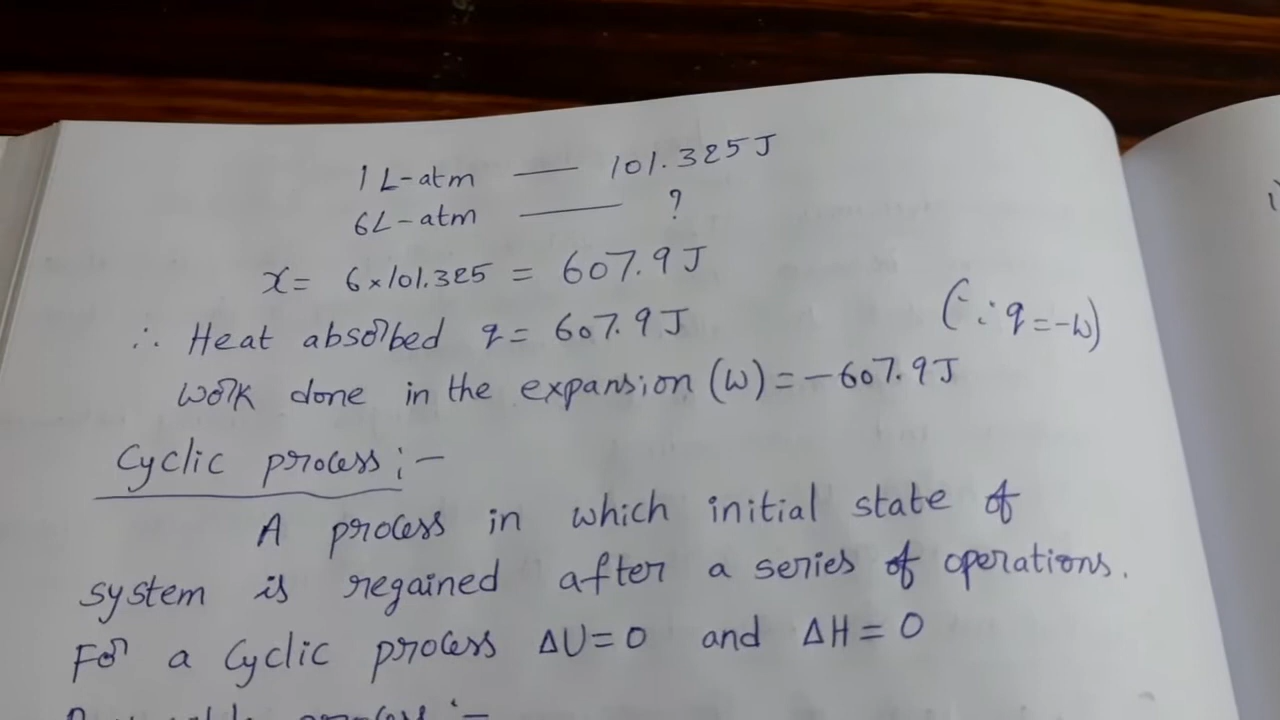 1 L-atm — 101.325 J
6L-atm — ?
x = 6×101.325 = 607.9 J
∴ Heat absorbed q = 607.9 J (∵ q = -w)
work done in the expansion (w) = -607.9 J
Cyclic process :-
A process in which initial state of
system is regained after a series of operations.
For a cyclic process ΔU = 0 and ΔH = 0